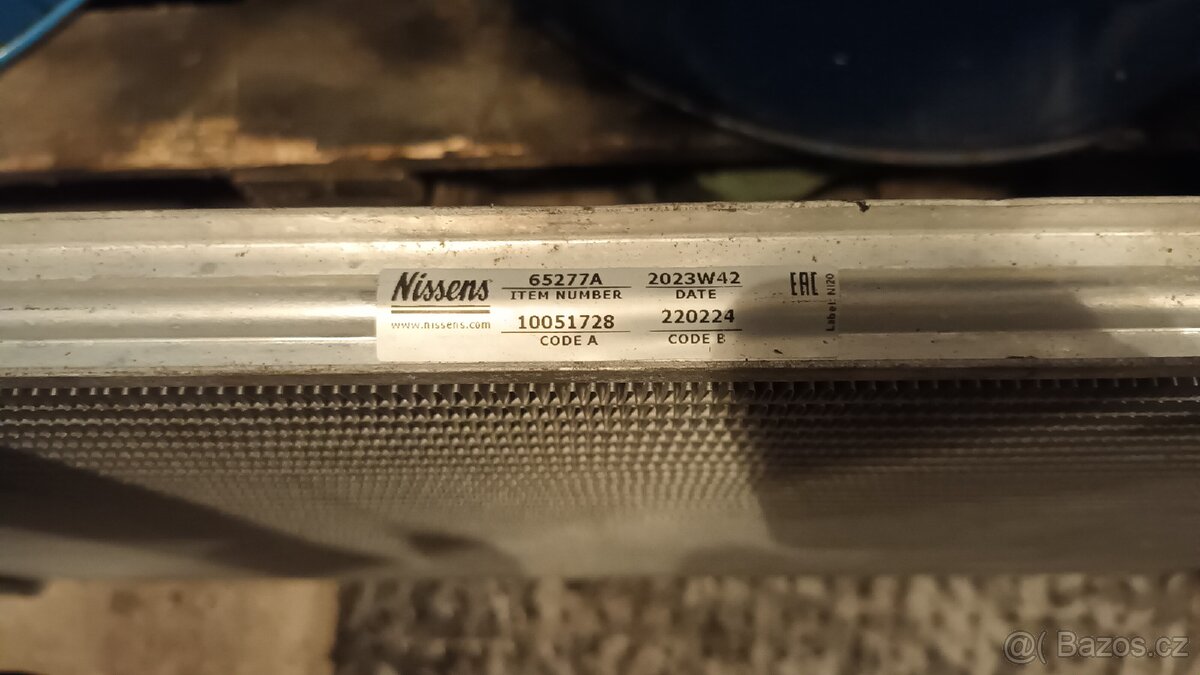 Nissens
www.nissens.com
65277A
ITEM NUMBER
2023W42
DATE
10051728
CODE A
220224
CODE B
EAC
Label: NI20
@( Bazos.cz